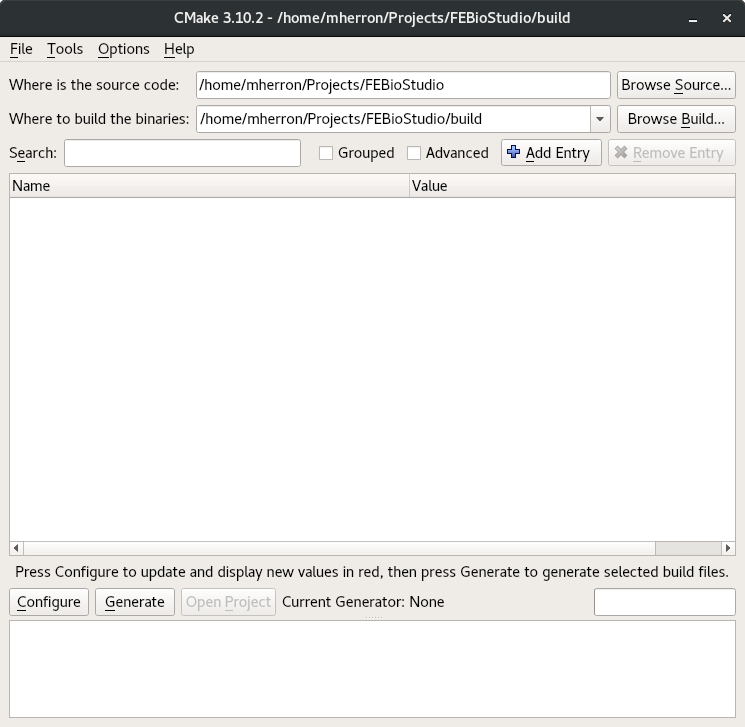 CMake 3.10.2 - /home/mherron/Projects/FEBioStudio/build
File Tools Options Help
Where is the source code: /home/mherron/Projects/FEBioStudio Browse Source...
Where to build the binaries: /home/mherron/Projects/FEBioStudio/build Browse Build...
Search: Grouped Advanced Add Entry Remove Entry
Name Value
Press Configure to update and display new values in red, then press Generate to generate selected build files.
Configure Generate Open Project Current Generator: None